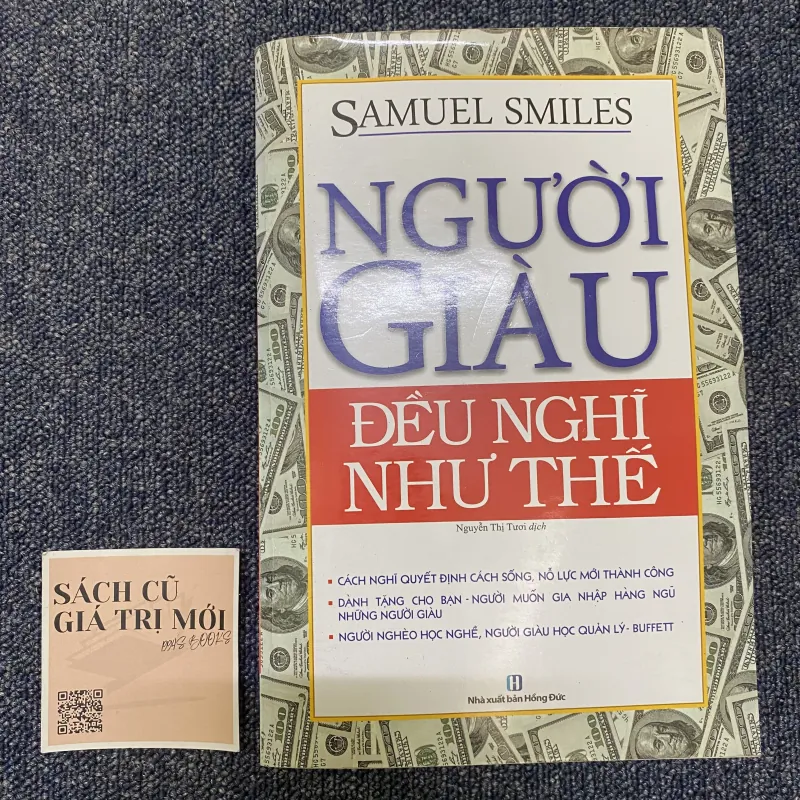 SAMUEL SMILES
NGƯỜI
GIÀU
ĐỀU NGHĨ
NHƯ THẾ
Nguyễn Thị Tươi dịch
▪ CÁCH NGHĨ QUYẾT ĐỊNH CÁCH SỐNG, NỖ LỰC MỚI THÀNH CÔNG
▪ DÀNH TẶNG CHO BẠN - NGƯỜI MUỐN GIA NHẬP HÀNG NGŨ
NHỮNG NGƯỜI GIÀU
▪ NGƯỜI NGHÈO HỌC NGHỀ, NGƯỜI GIÀU HỌC QUẢN LÝ - BUFFETT
H
Nhà xuất bản Hồng Đức
SÁCH CŨ
GIÁ TRỊ MỚI